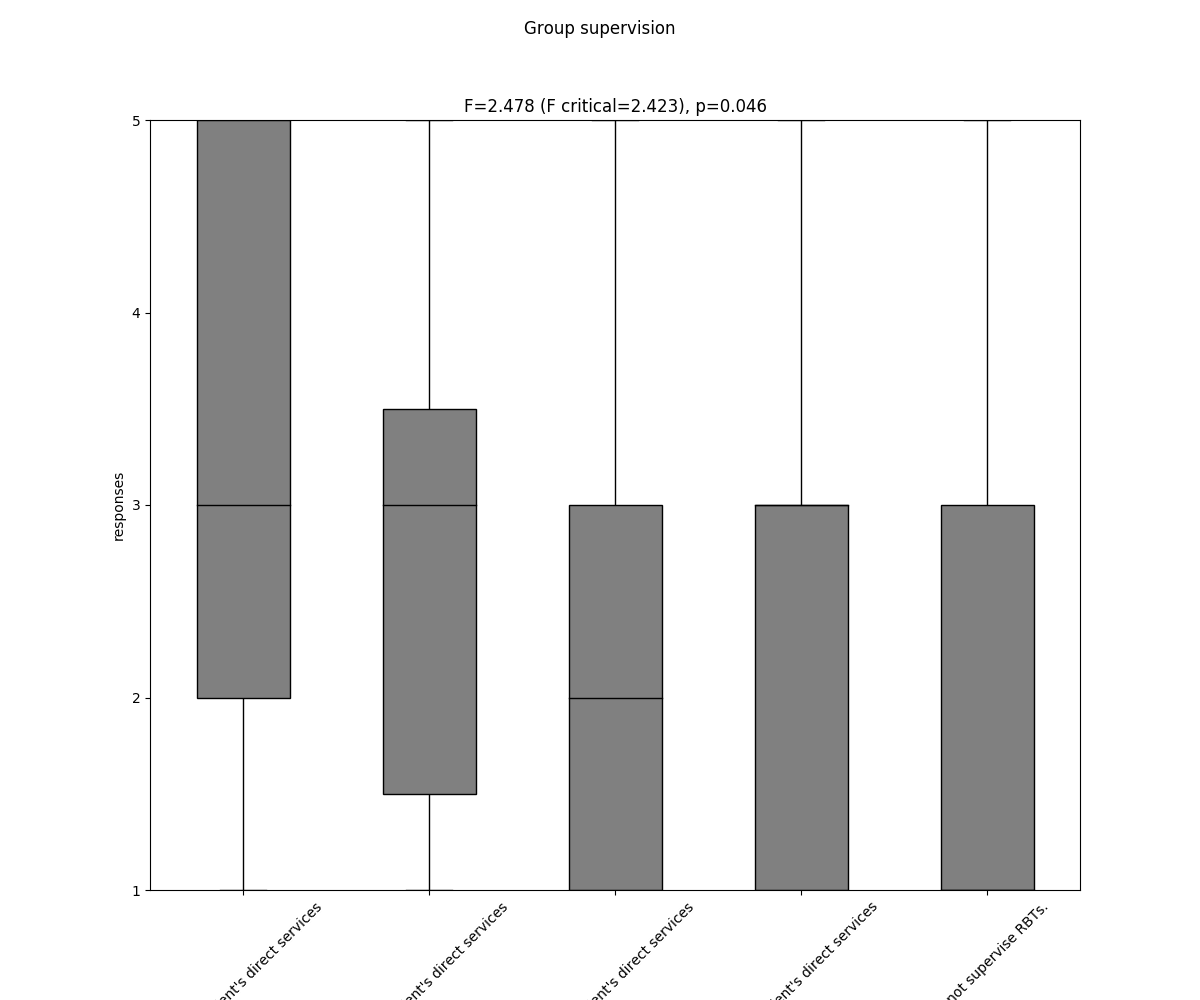 Group supervision
F=2.478 (F critical=2.423), p=0.046
5
4
3
2
1
responses
ent's direct services
ent's direct services
ent's direct services
ient's direct services
not supervise RBTs.